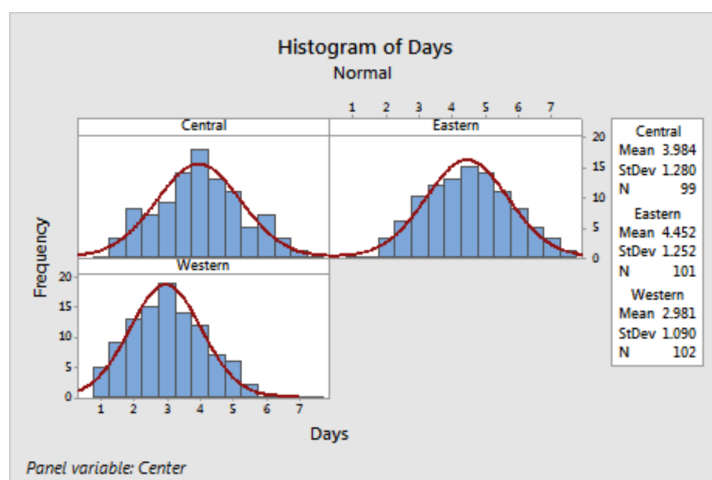 Histogram of Days
Normal
1 2 3 4 5 6 7
Central
Eastern
20
15
10
5
0
Central
Mean 3.984
StDev 1.280
N 99
Eastern
Mean 4.452
StDev 1.252
N 101
Western
Mean 2.981
StDev 1.090
N 102
Frequency
Western
20
15
10
5
0
1 2 3 4 5 6 7
Days
Panel variable: Center